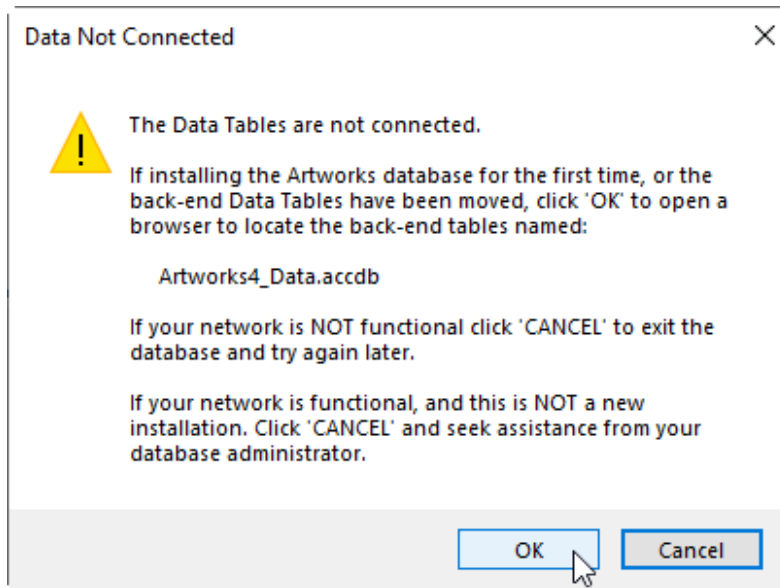 Data Not Connected
The Data Tables are not connected.
If installing the Artworks database for the first time, or the
back-end Data Tables have been moved, click 'OK' to open a
browser to locate the back-end tables named:
Artworks4_Data.accdb
If your network is NOT functional click 'CANCEL' to exit the
database and try again later.
If your network is functional, and this is NOT a new
installation. Click 'CANCEL' and seek assistance from your
database administrator.
OK
Cancel